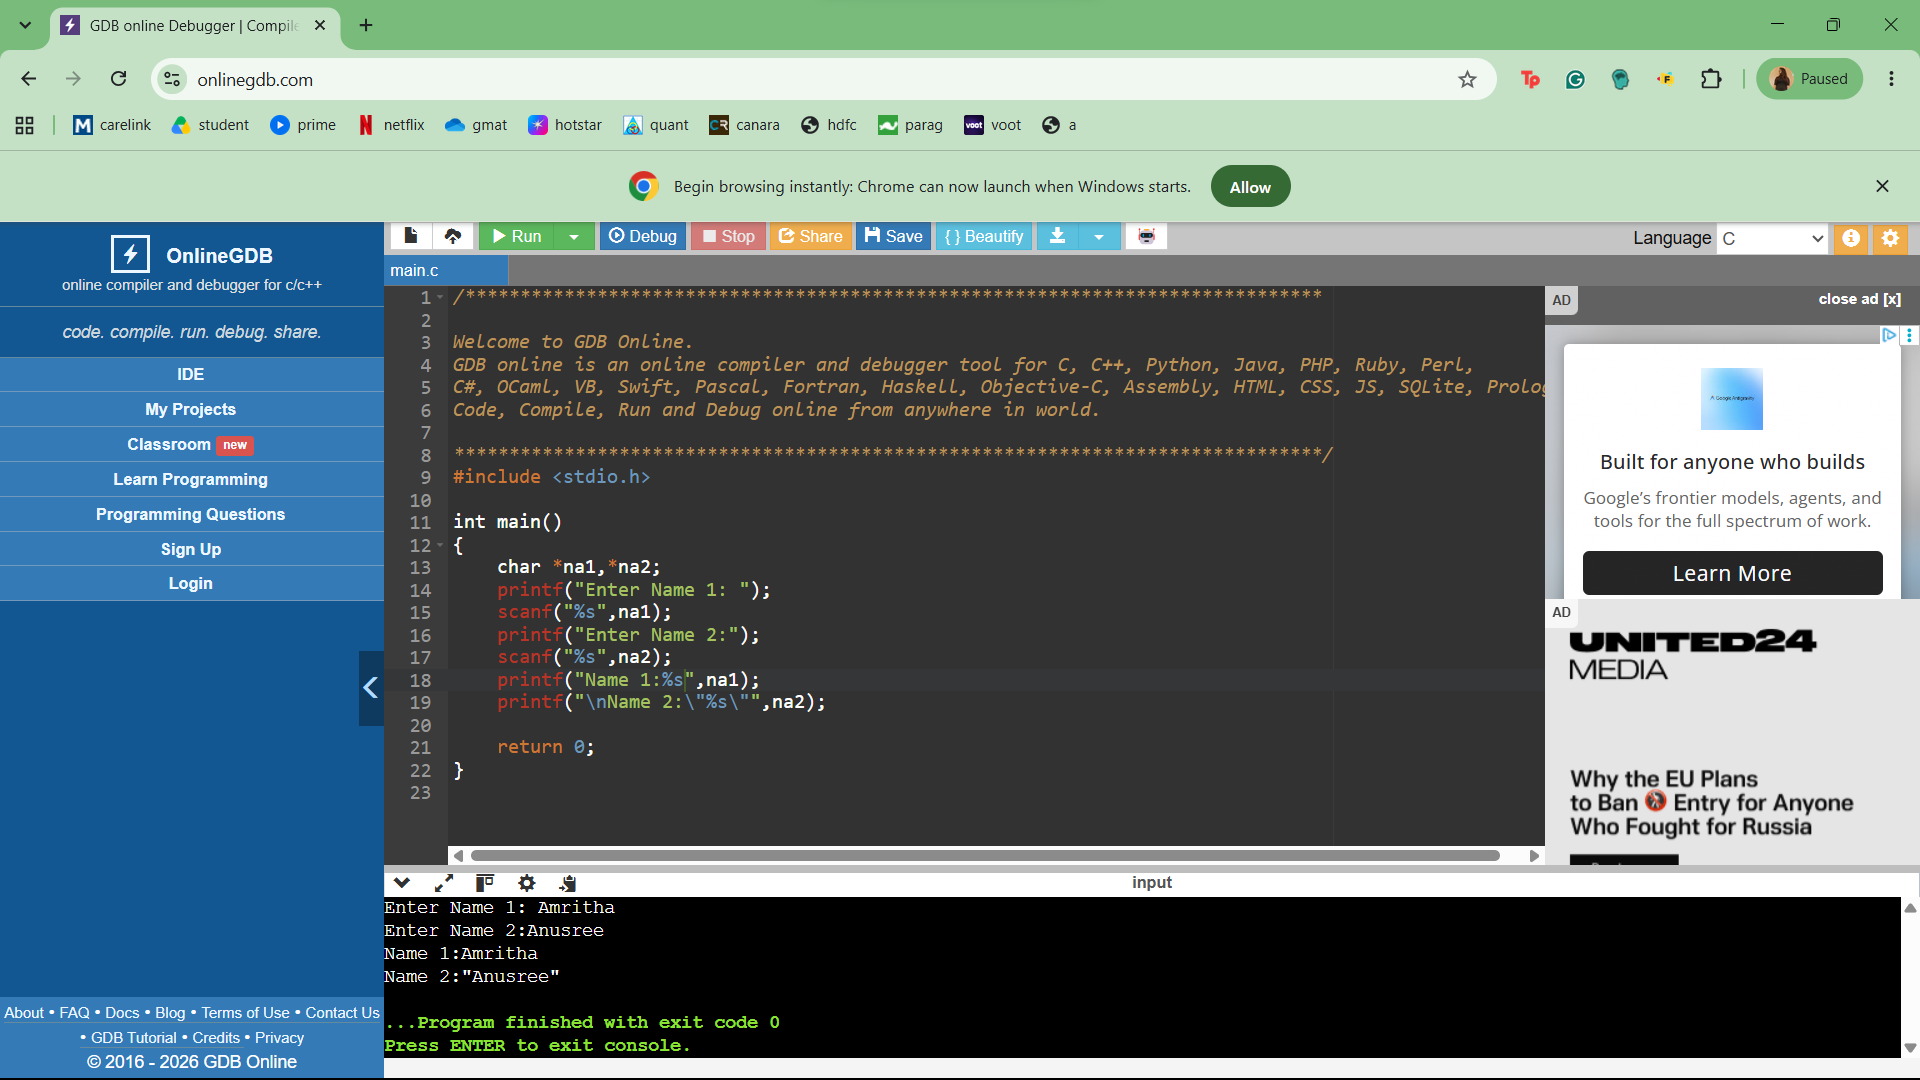 GDB online Debugger | Compile
onlinegdb.com
Tp
G
F
Paused
M carelink
student
prime
N netflix
gmat
hotstar
quant
CR canara
hdfc
parag
voot voot
a
Begin browsing instantly: Chrome can now launch when Windows starts.
Allow
OnlineGDB
online compiler and debugger for c/c++
code. compile. run. debug. share.
IDE
My Projects
Classroom new
Learn Programming
Programming Questions
Sign Up
Login
About • FAQ • Docs • Blog • Terms of Use • Contact Us
• GDB Tutorial • Credits • Privacy
© 2016 - 2026 GDB Online
Run
Debug
Stop
Share
Save
{ } Beautify
Language C
main.c
1 /******************************************************************************
2
3 Welcome to GDB Online.
4 GDB online is an online compiler and debugger tool for C, C++, Python, Java, PHP, Ruby, Perl,
5 C#, OCaml, VB, Swift, Pascal, Fortran, Haskell, Objective-C, Assembly, HTML, CSS, JS, SQLite, Prolog
6 Code, Compile, Run and Debug online from anywhere in world.
7
8 *******************************************************************************/
9 #include <stdio.h>
10
11 int main()
12 {
13     char *na1,*na2;
14     printf("Enter Name 1: ");
15     scanf("%s",na1);
16     printf("Enter Name 2:");
17     scanf("%s",na2);
18     printf("Name 1:%s",na1);
19     printf("\nName 2:\"%s\"",na2);
20
21     return 0;
22 }
23
AD
close ad [x]
A Google Antigravity
Built for anyone who builds
Google's frontier models, agents, and
tools for the full spectrum of work.
Learn More
AD
UNITED24
MEDIA
Why the EU Plans
to Ban Entry for Anyone
Who Fought for Russia
input
Enter Name 1: Amritha
Enter Name 2:Anusree
Name 1:Amritha
Name 2:"Anusree"
...Program finished with exit code 0
Press ENTER to exit console.